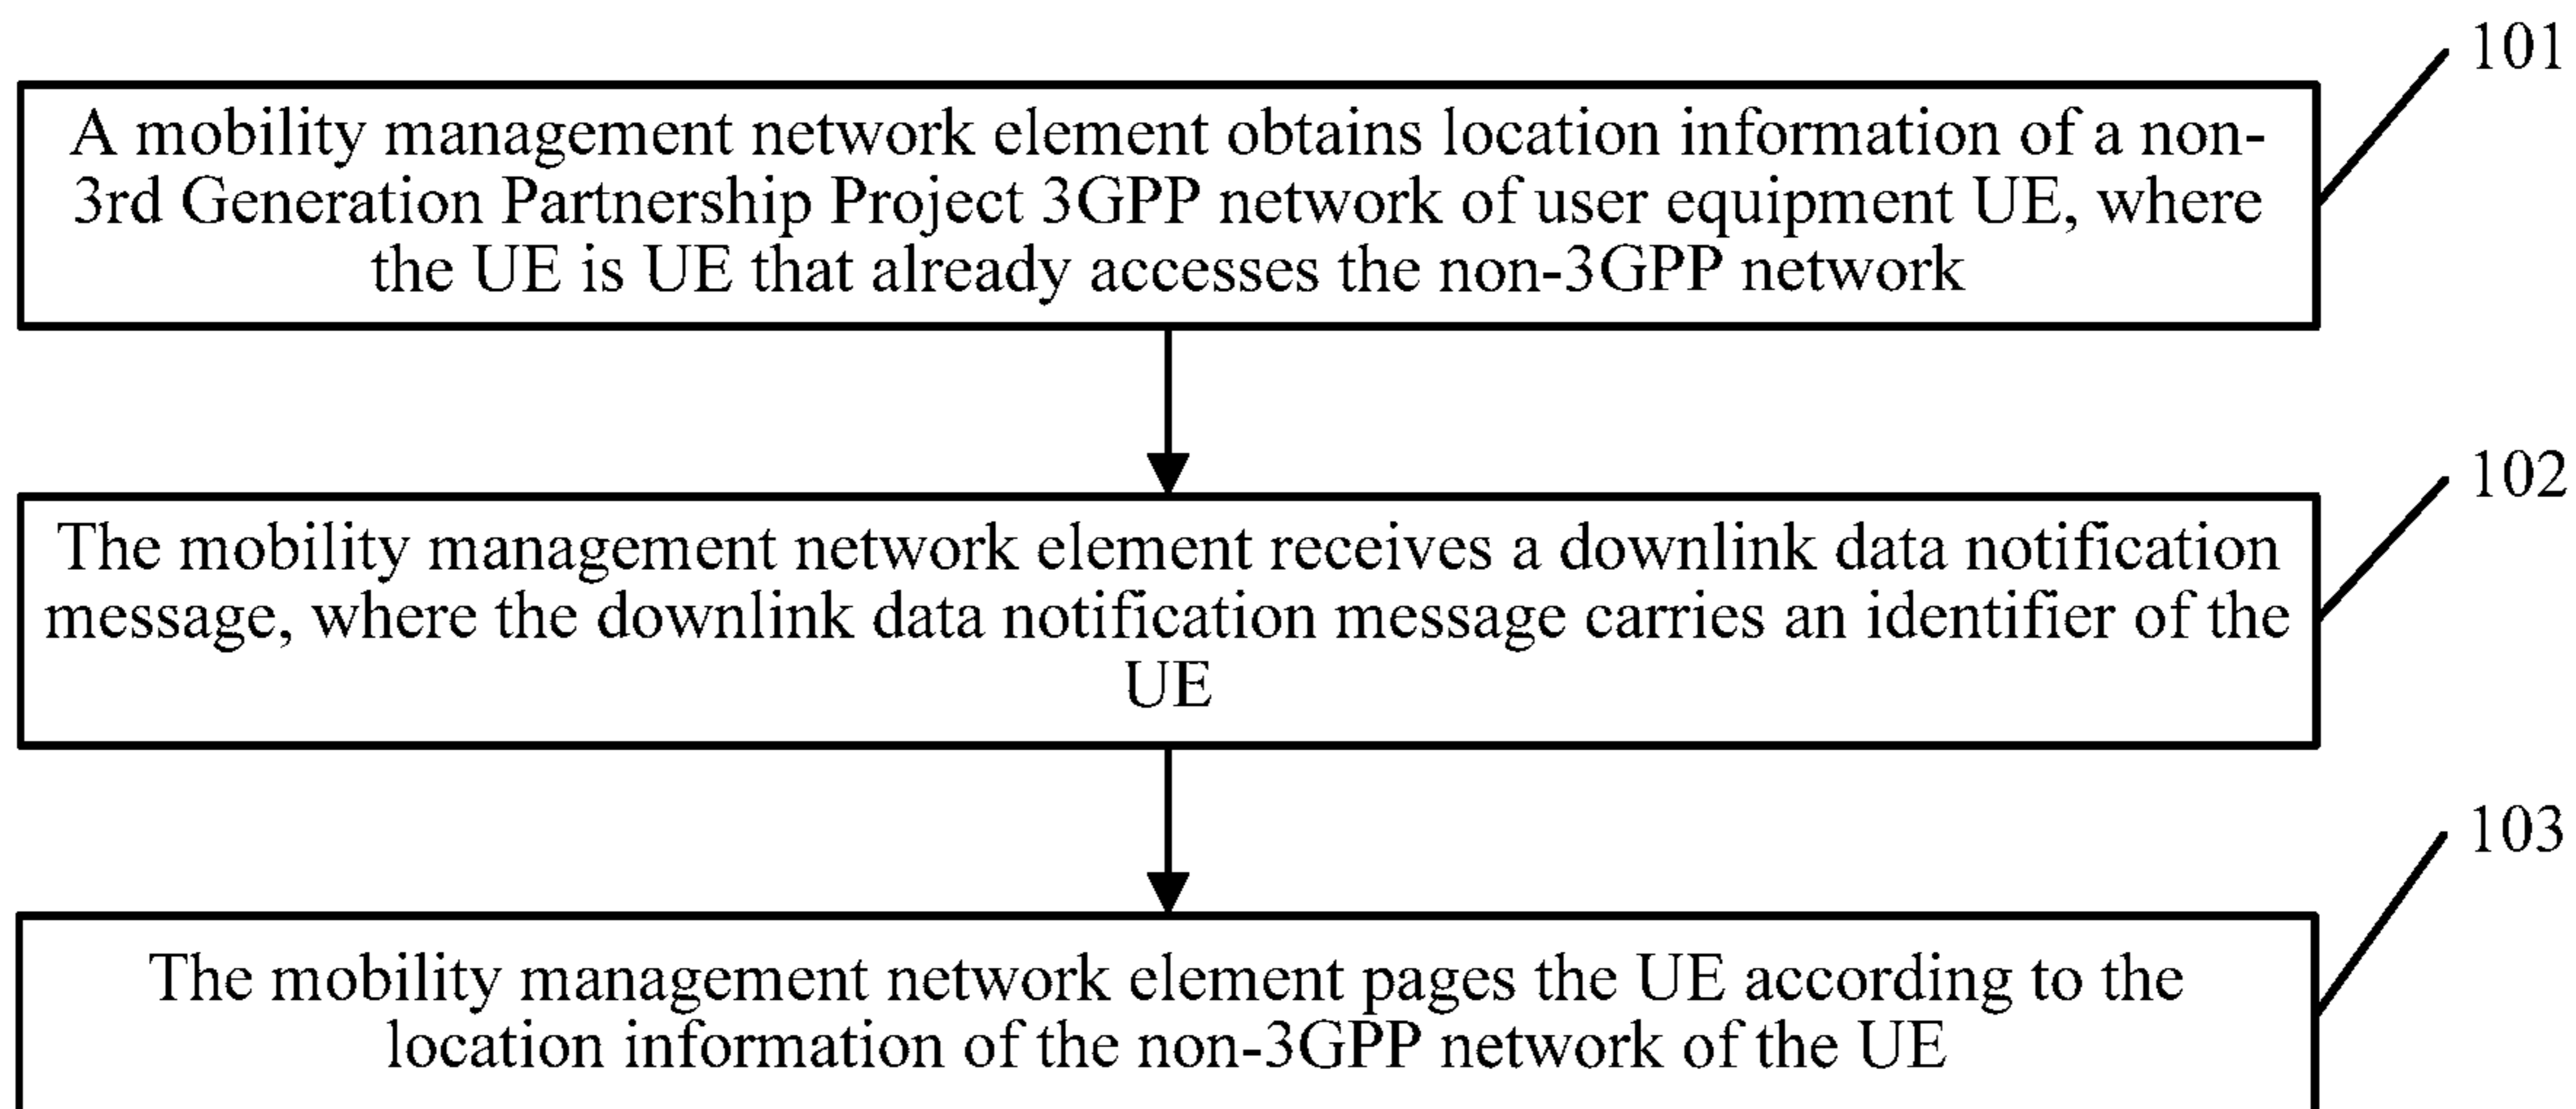 101
A mobility management network element obtains location information of a non-
3rd Generation Partnership Project 3GPP network of user equipment UE, where
the UE is UE that already accesses the non-3GPP network
102
The mobility management network element receives a downlink data notification
message, where the downlink data notification message carries an identifier of the
UE
103
The mobility management network element pages the UE according to the
location information of the non-3GPP network of the UE